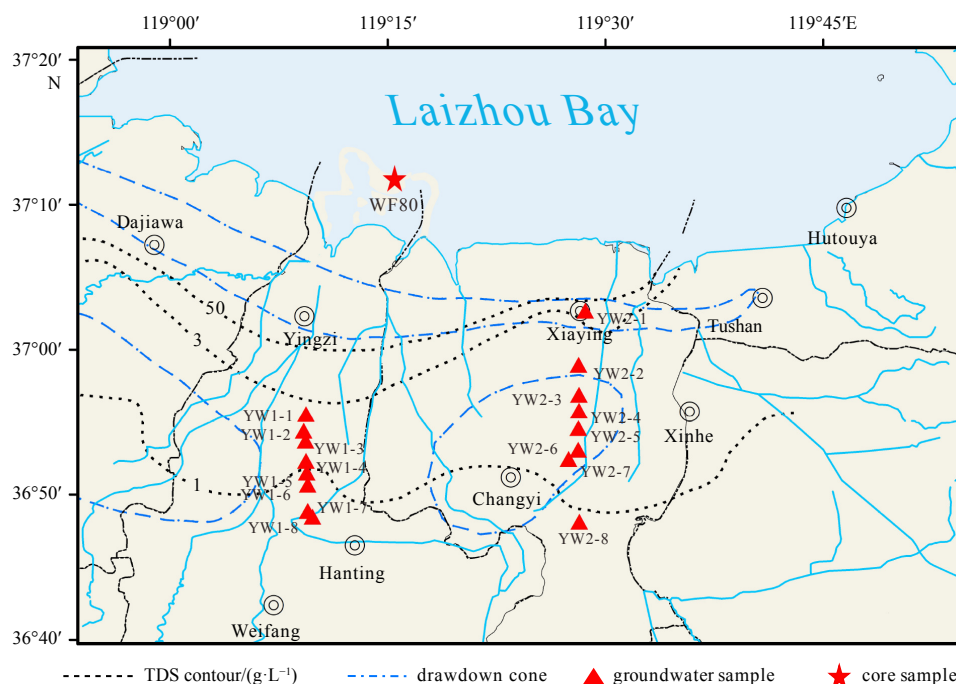 119°00′ 119°15′ 119°30′ 119°45′E
37°20′
N
Laizhou Bay
WF80
37°10′
Dajiawa
Hutouya
50
Yingzi
Xiaying
YW2-1
Tushan
3
37°00′
YW2-2
YW2-3
YW1-1
YW2-4
YW1-2
YW2-5
Xinhe
YW1-3
YW2-6
YW1-4
YW2-7
YW1-5
1
YW1-6
Changyi
36°50′
YW1-7
YW1-8
YW2-8
Hanting
Weifang
36°40′
TDS contour/(g·L⁻¹) drawdown cone groundwater sample core sample